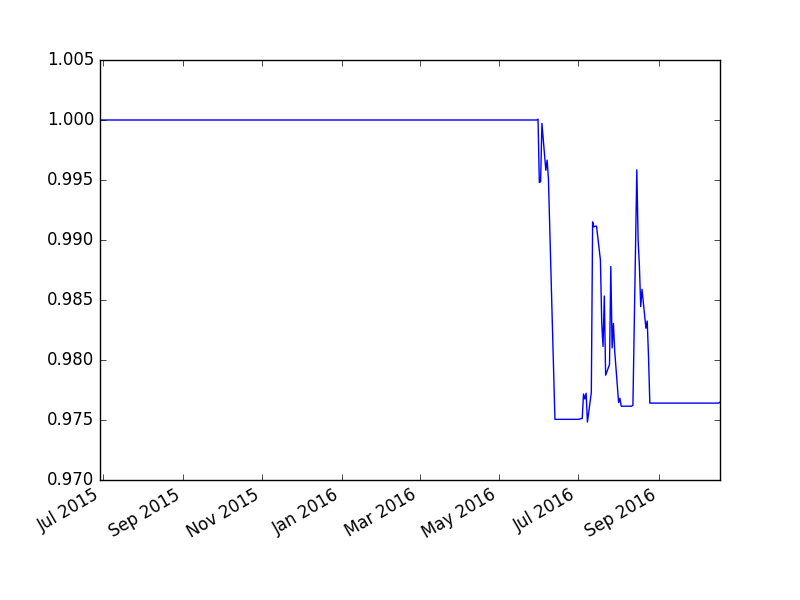 1.005
1.000
0.995
0.990
0.985
0.980
0.975
0.970
Jul 2015
Sep 2015
Nov 2015
Jan 2016
Mar 2016
May 2016
Jul 2016
Sep 2016